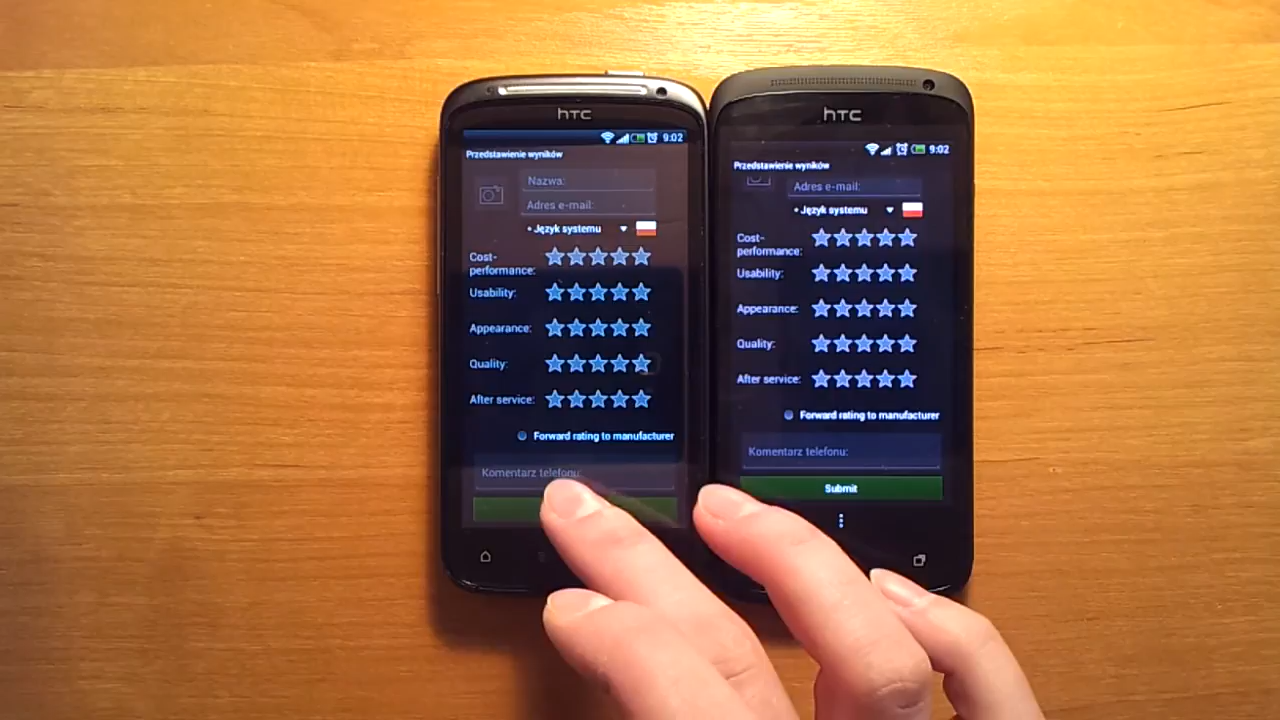 hTC
9:02
Przedstawienie wyników
Nazwa:
Adres e-mail:
• Język systemu
Cost-
performance:
Usability:
Appearance:
Quality:
After service:
Forward rating to manufacturer
Komentarz telefonu:
hTC
9:02
Przedstawienie wyników
Adres e-mail:
• Język systemu
Cost-
performance:
Usability:
Appearance:
Quality:
After service:
Forward rating to manufacturer
Komentarz telefonu:
Submit